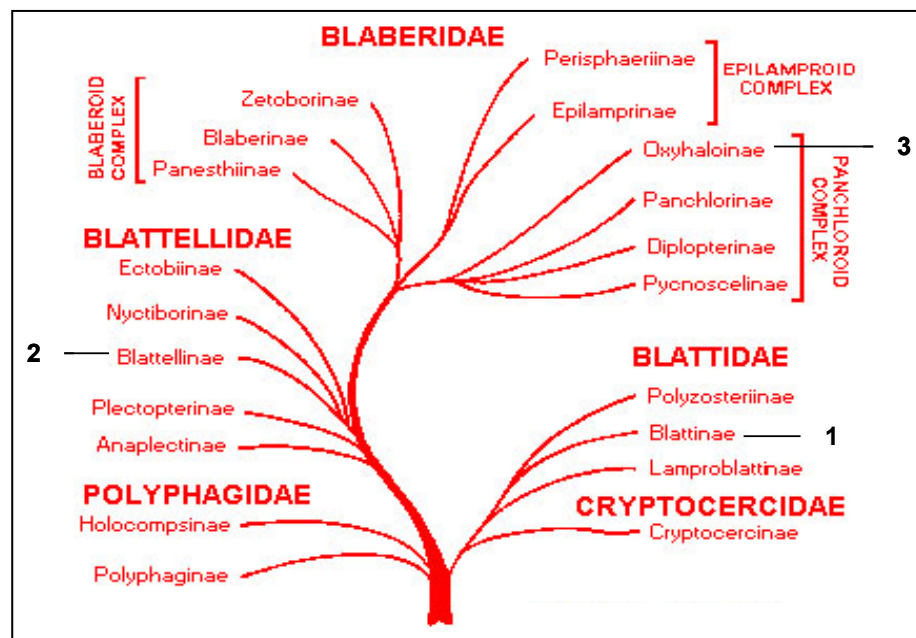 BLABERIDAE
BLABEROID
COMPLEX
Zetoborinae
Blaberinae
Panesthiinae
Perisphaeriinae
Epilamprinae
EPILAMPROID
COMPLEX
Oxyhaloinae
3
Panchlorinae
Diplopterinae
Pycnoscelinae
PANCHLOROID
COMPLEX
BLATTELLIDAE
Ectobiinae
Nyctiborinae
2
Blattellinae
Plectopterinae
Anaplectinae
BLATTIDAE
Polyzosteriinae
Blattinae
1
Lamproblattinae
POLYPHAGIDAE
Holocompsinae
Polyphaginae
CRYPTOCERCIDAE
Cryptocercinae